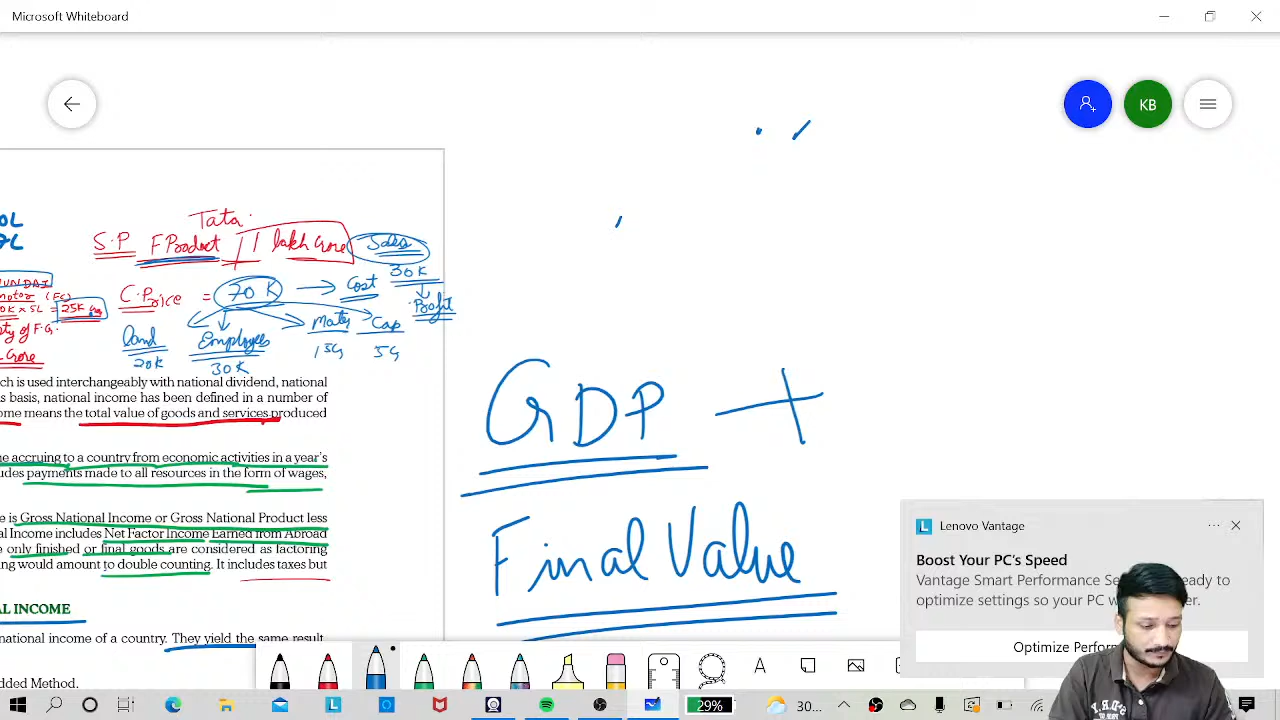 Microsoft Whiteboard
KB
Tata
S.P F Product 1 lakh crore Sales
30K
C.Price = 70K → Cost
Profit
land Employees Cap
20K 30K
25K
ch is used interchangeably with national dividend, national
s basis, national income has been defined in a number of
ome means the total value of goods and services produced
ne accruing to a country from economic activities in a year's
udes payments made to all resources in the form of wages,
e is Gross National Income or Gross National Product less
al Income includes Net Factor Income Earned from Abroad
e only finished or final goods are considered as factoring
ng would amount to double counting. It includes taxes but
AL INCOME
national income of a country. They yield the same result
dded Method.
GDP +
Final Value
Lenovo Vantage
Boost Your PC's Speed
Vantage Smart Performance
optimize settings so your PC
Optimize
29%
30...